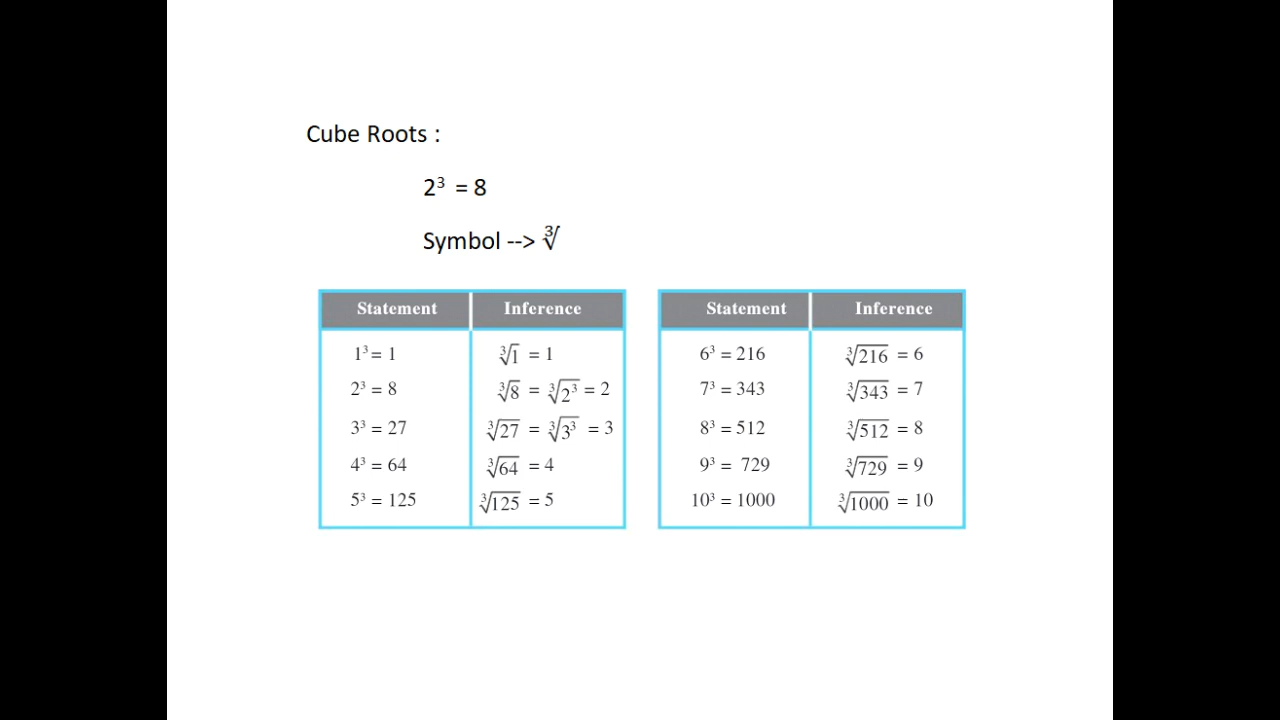 Cube Roots :
2³ = 8
Symbol --> ∛
Statement Inference
1³ = 1 ∛1 = 1
2³ = 8 ∛8 = ∛2³ = 2
3³ = 27 ∛27 = ∛3³ = 3
4³ = 64 ∛64 = 4
5³ = 125 ∛125 = 5
Statement Inference
6³ = 216 ∛216 = 6
7³ = 343 ∛343 = 7
8³ = 512 ∛512 = 8
9³ = 729 ∛729 = 9
10³ = 1000 ∛1000 = 10